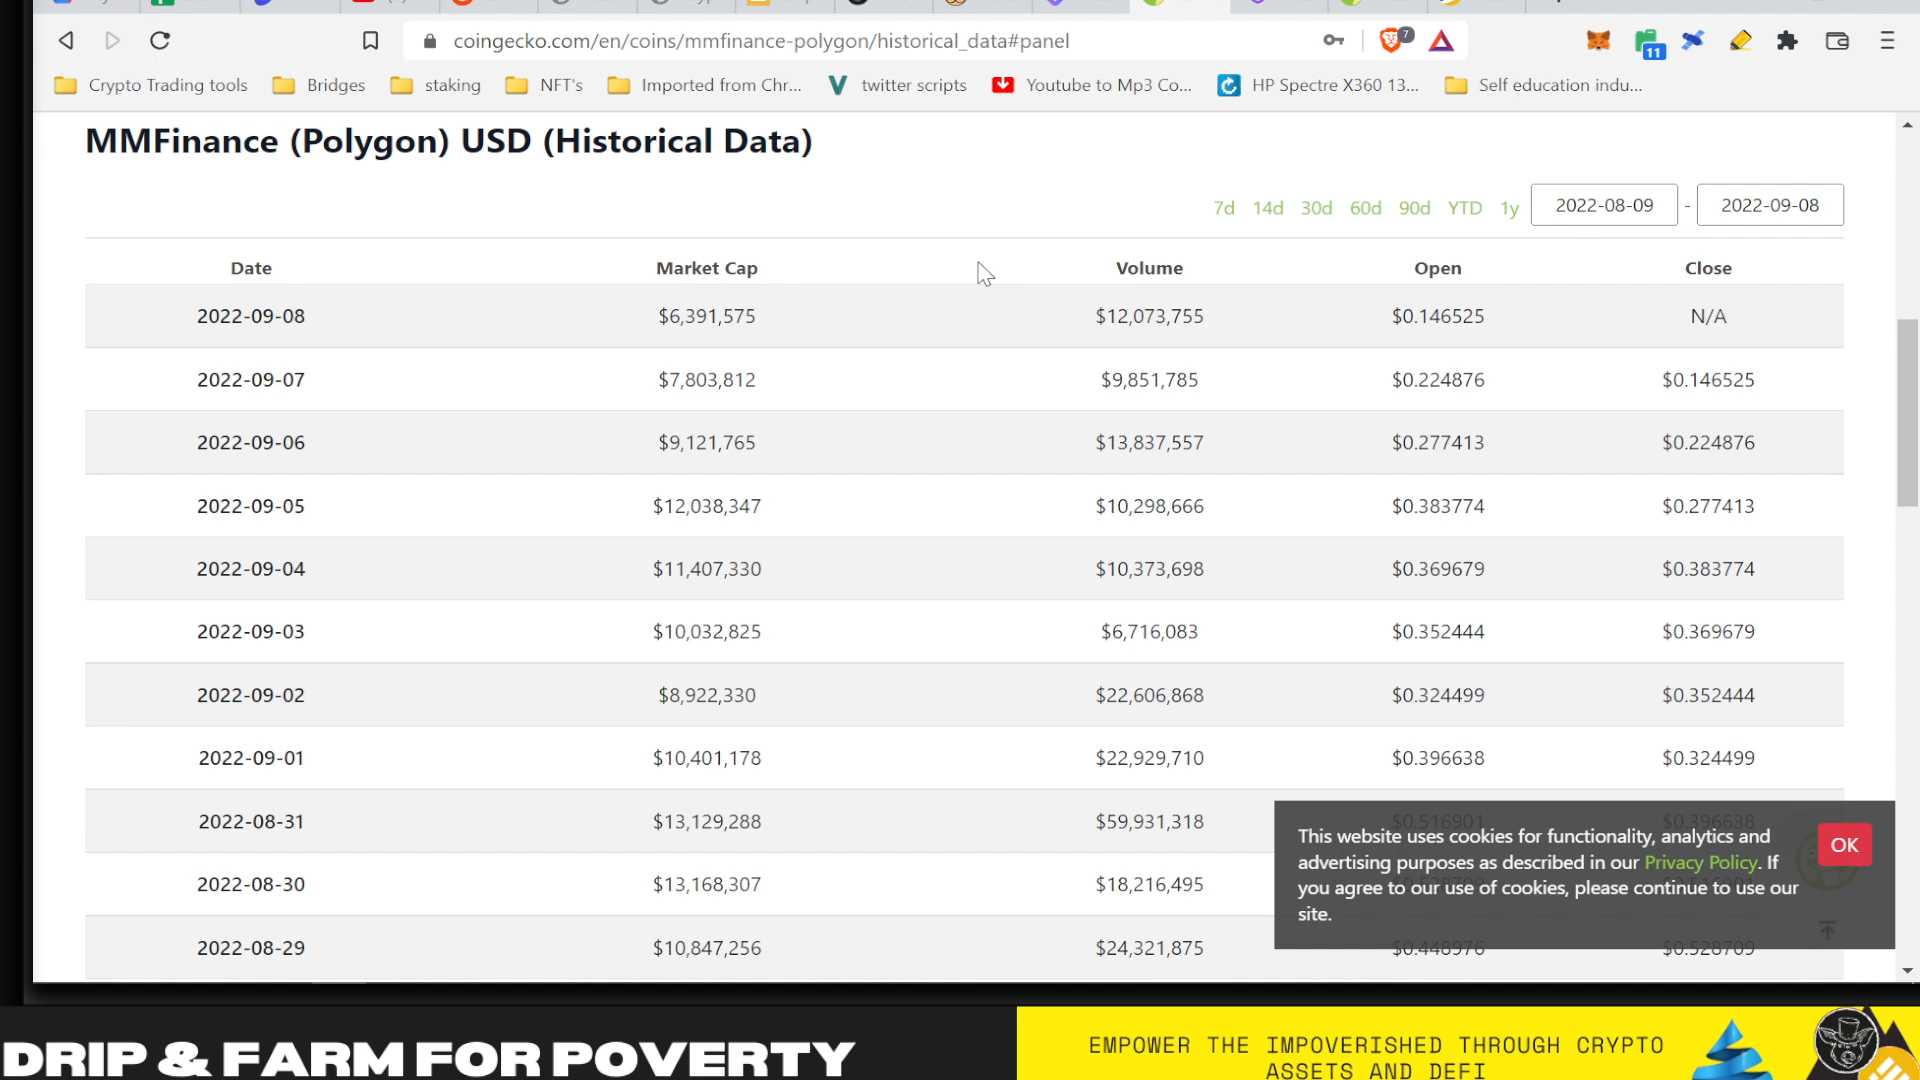 coingecko.com/en/coins/mmfinance-polygon/historical_data#panel
7
11
Crypto Trading tools
Bridges
staking
NFT's
Imported from Chr...
twitter scripts
Youtube to Mp3 Co...
HP Spectre X360 13...
Self education indu...
MMFinance (Polygon) USD (Historical Data)
7d 14d 30d 60d 90d YTD 1y 2022-08-09 - 2022-09-08
Date Market Cap Volume Open Close
2022-09-08 $6,391,575 $12,073,755 $0.146525 N/A
2022-09-07 $7,803,812 $9,851,785 $0.224876 $0.146525
2022-09-06 $9,121,765 $13,837,557 $0.277413 $0.224876
2022-09-05 $12,038,347 $10,298,666 $0.383774 $0.277413
2022-09-04 $11,407,330 $10,373,698 $0.369679 $0.383774
2022-09-03 $10,032,825 $6,716,083 $0.352444 $0.369679
2022-09-02 $8,922,330 $22,606,868 $0.324499 $0.352444
2022-09-01 $10,401,178 $22,929,710 $0.396638 $0.324499
2022-08-31 $13,129,288 $59,931,318 $0.516901 $0.396638
2022-08-30 $13,168,307 $18,216,495
2022-08-29 $10,847,256 $24,321,875 $0.448976 $0.528709
This website uses cookies for functionality, analytics and
advertising purposes as described in our Privacy Policy. If
you agree to our use of cookies, please continue to use our
site.
OK
DRIP & FARM FOR POVERTY
EMPOWER THE IMPOVERISHED THROUGH CRYPTO
ASSETS AND DEFI